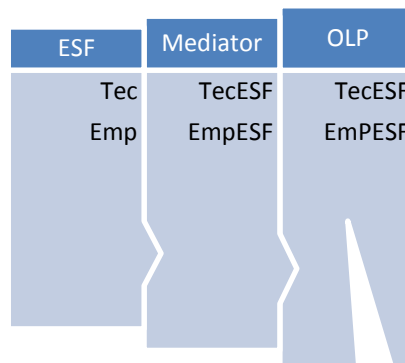 ESF
Tec
Emp
Mediator
TecESF
EmpESF
OLP
TecESF
EmPESF